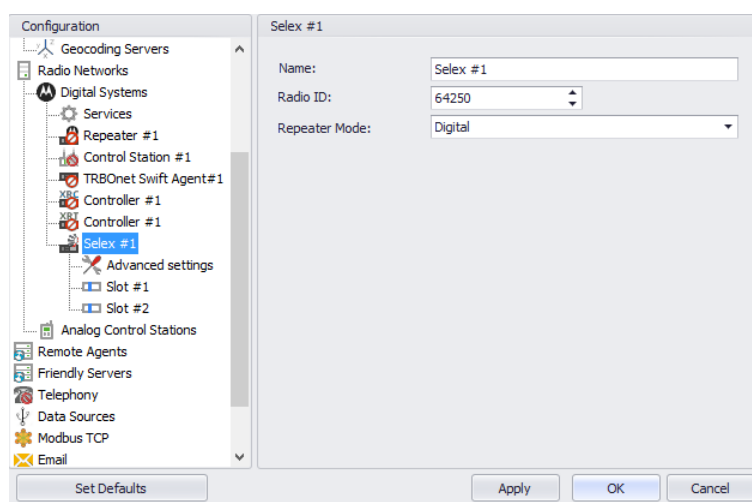 Configuration
Geocoding Servers
Radio Networks
Digital Systems
Services
Repeater #1
Control Station #1
TRBOnet Swift Agent#1
XRC
Controller #1
XRT
Controller #1
Selex #1
Advanced settings
Slot #1
Slot #2
Analog Control Stations
Remote Agents
Friendly Servers
Telephony
Data Sources
Modbus TCP
Email
Set Defaults
Selex #1
Name: Selex #1
Radio ID: 64250
Repeater Mode: Digital
Apply OK Cancel